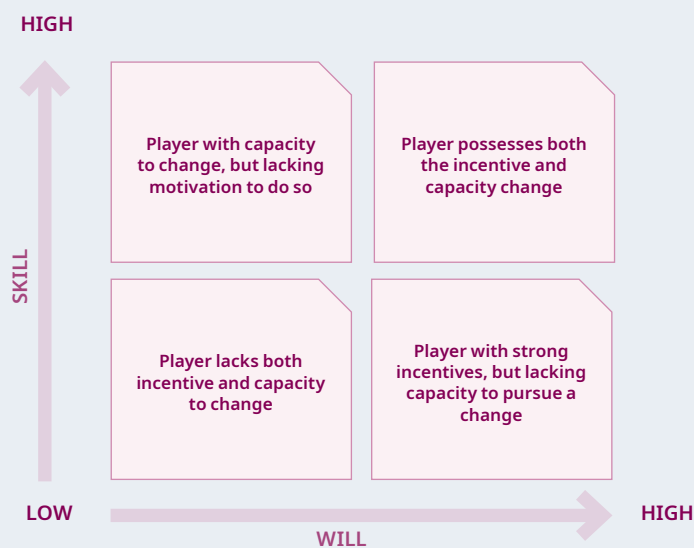 HIGH
Player with capacity
to change, but lacking
motivation to do so
Player possesses both
the incentive and
capacity change
SKILL
Player lacks both
incentive and capacity
to change
Player with strong
incentives, but lacking
capacity to pursue a
change
LOW
HIGH
WILL